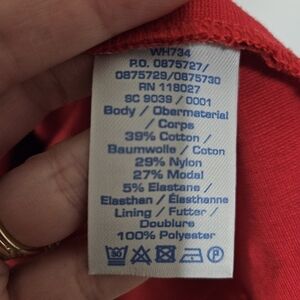 WH734
P.O. 0875727/
0875729/0875730
RN 118027
SC 9039 / 0001
Body / Obermaterial
/ Corps
39% Cotton /
Baumwolle / Coton
29% Nylon
27% Modal
5% Elastane /
Elasthan / Élasthanne
Lining / Futter /
Doublure
100% Polyester